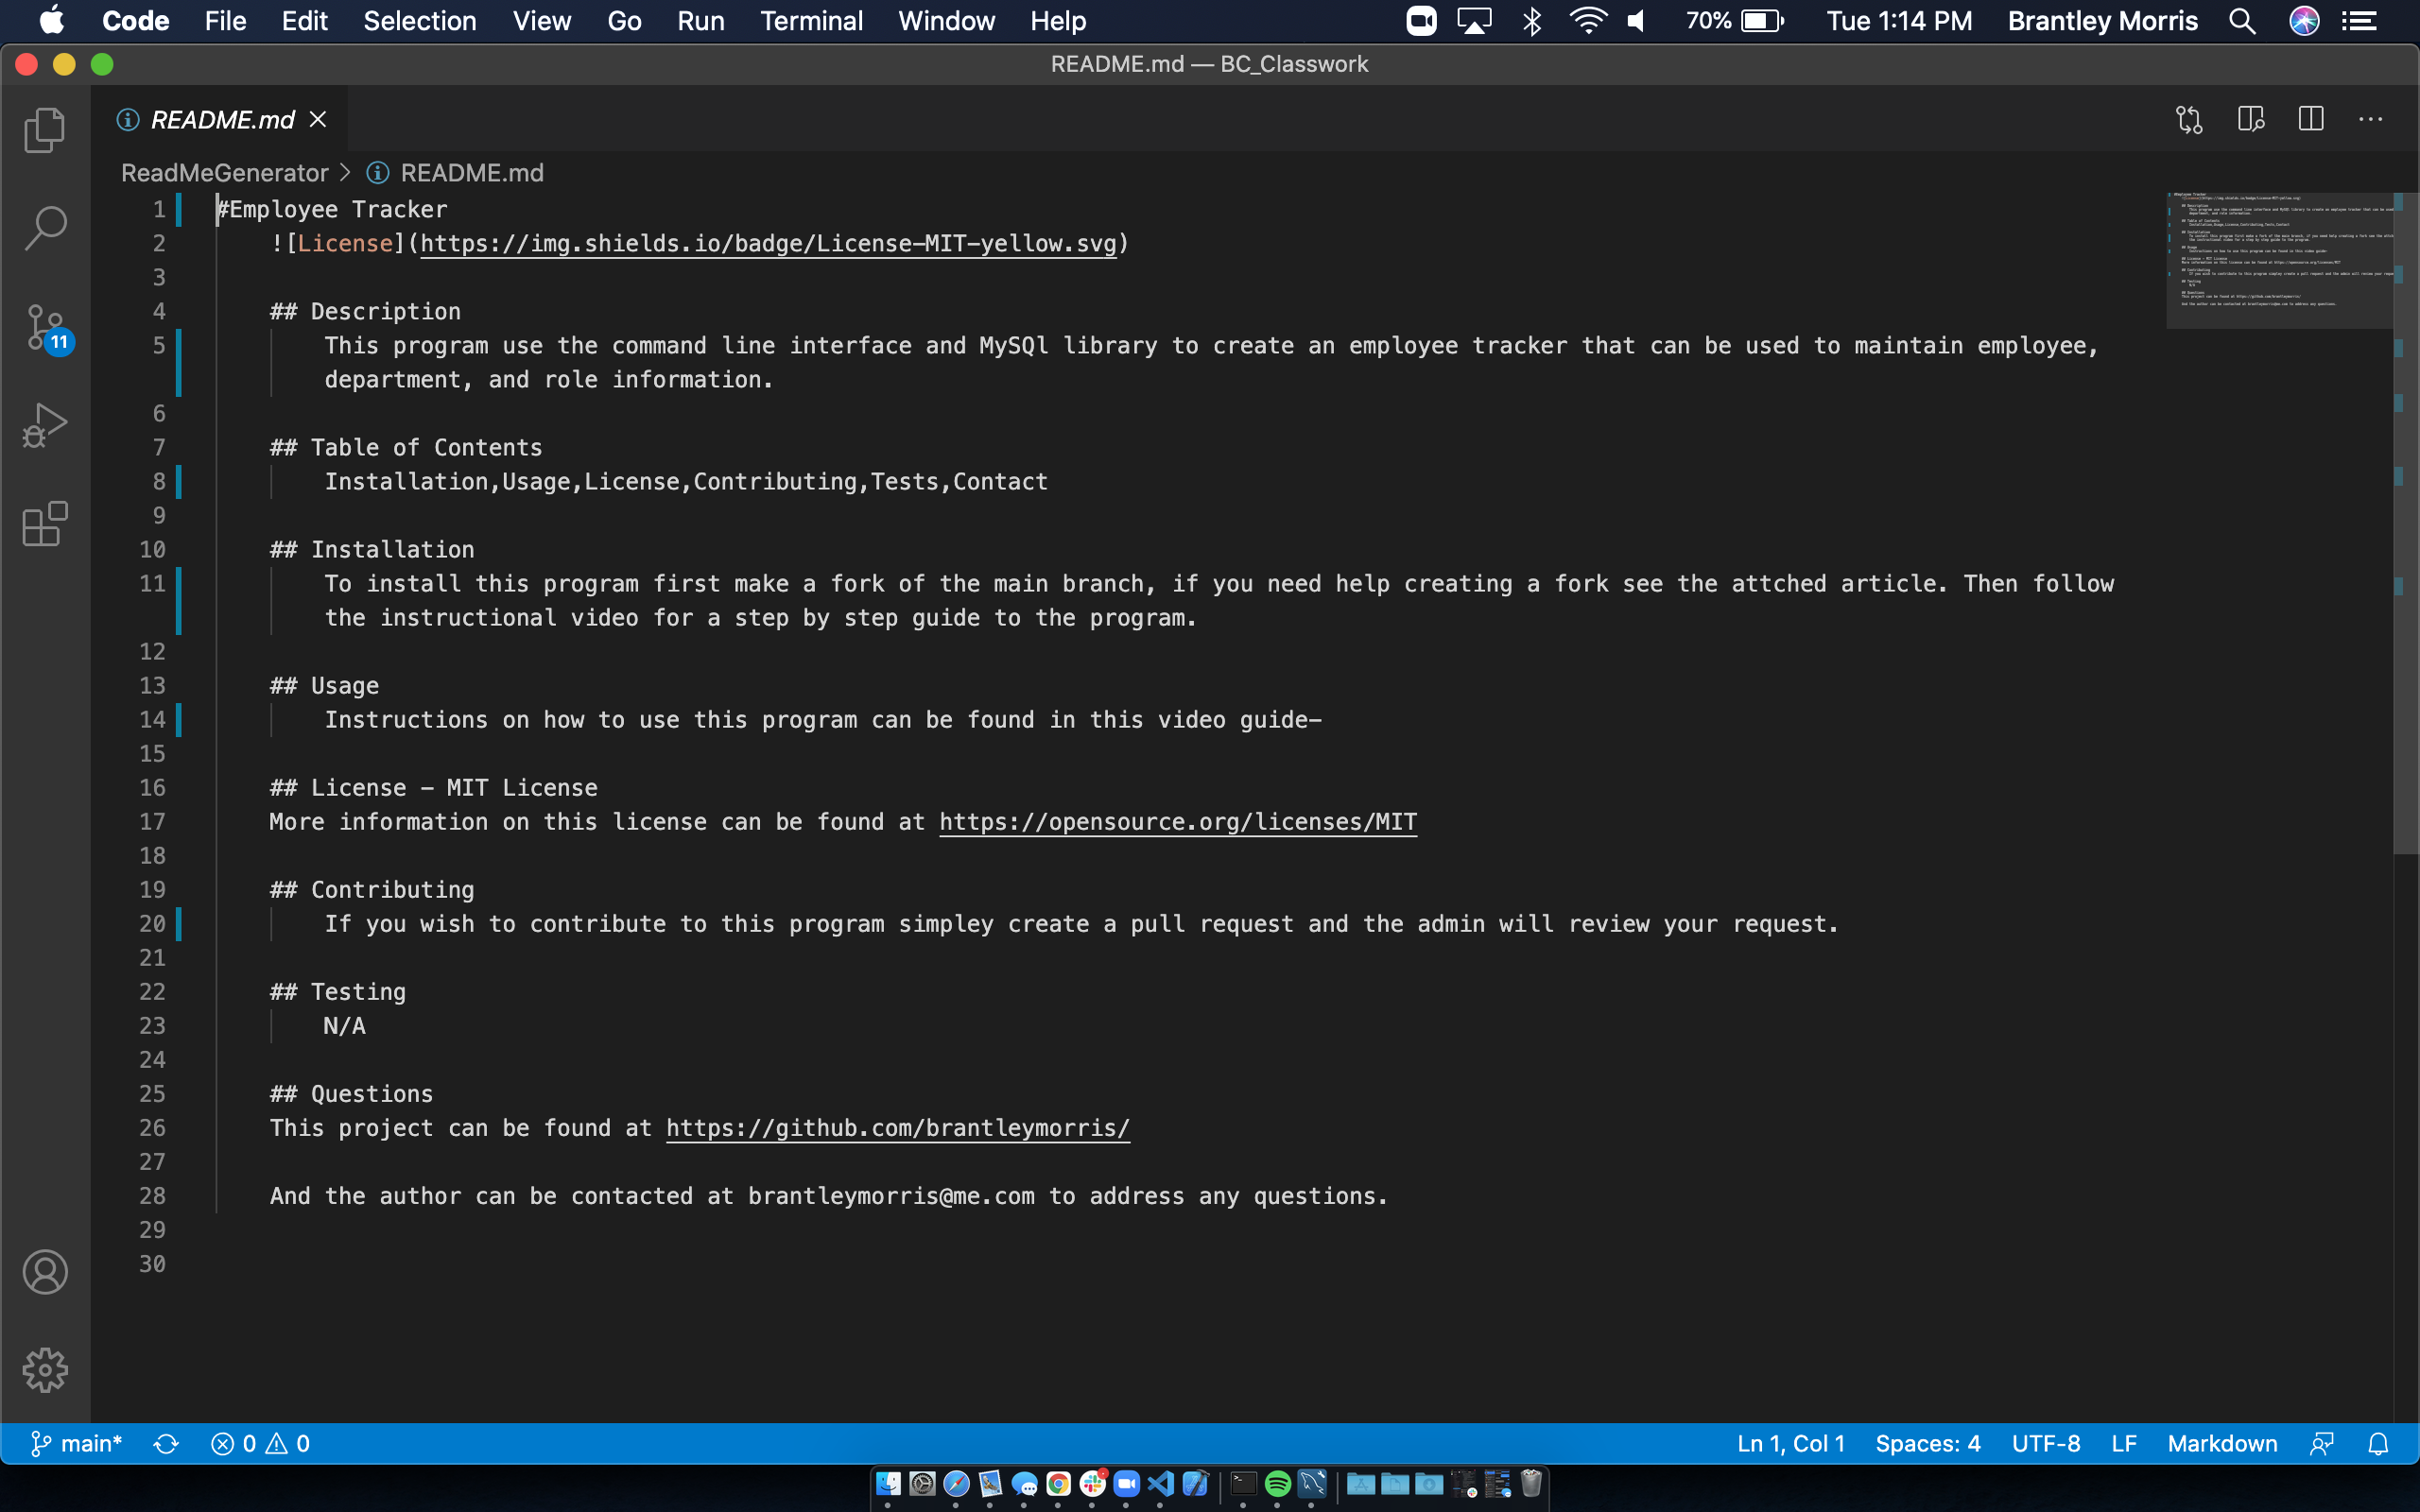 Code File Edit Selection View Go Run Terminal Window Help 70% Tue 1:14 PM Brantley Morris
README.md — BC_Classwork
README.md
ReadMeGenerator > README.md
1 #Employee Tracker
2 ![License](https://img.shields.io/badge/License-MIT-yellow.svg)
3
4 ## Description
5 This program use the command line interface and MySQl library to create an employee tracker that can be used to maintain employee,
department, and role information.
6
7 ## Table of Contents
8 Installation,Usage,License,Contributing,Tests,Contact
9
10 ## Installation
11 To install this program first make a fork of the main branch, if you need help creating a fork see the attched article. Then follow
the instructional video for a step by step guide to the program.
12
13 ## Usage
14 Instructions on how to use this program can be found in this video guide-
15
16 ## License - MIT License
17 More information on this license can be found at https://opensource.org/licenses/MIT
18
19 ## Contributing
20 If you wish to contribute to this program simpley create a pull request and the admin will review your request.
21
22 ## Testing
23 N/A
24
25 ## Questions
26 This project can be found at https://github.com/brantleymorris/
27
28 And the author can be contacted at brantleymorris@me.com to address any questions.
29
30
11
main* 0 0 Ln 1, Col 1 Spaces: 4 UTF-8 LF Markdown